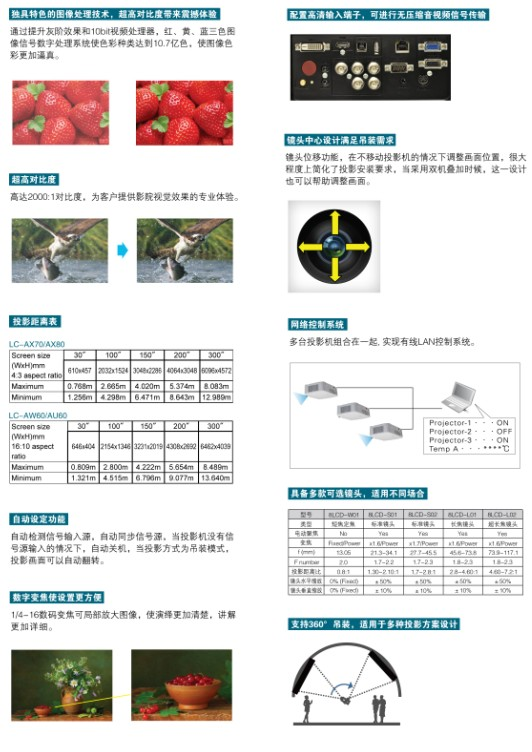 独具特色的图像处理技术，超高对比度带来震撼体验
通过提升灰阶效果和10bit视频处理器，红、黄、蓝三色图
像信号数字处理系统使色彩种类达到10.7亿色，使图像色
彩更加逼真。
超高对比度
高达2000:1对比度，为客户提供影院视觉效果的专业体验。
投影距离表
LC-AX70/AX80
Screen size (WxH)mm 4:3 aspect ratio 30" 100" 150" 200" 300"
610x457 2032x1524 3048x2286 4064x3048 6096x4572
Maximum 0.768m 2.665m 4.020m 5.374m 8.083m
Minimum 1.256m 4.298m 6.471m 8.643m 12.989m
LC-AW60/AU60
Screen size (WxH)mm 16:10 aspect ratio 30" 100" 150" 200" 300"
646x404 2154x1346 3231x2019 4308x2692 6462x4039
Maximum 0.809m 2.800m 4.222m 5.654m 8.489m
Minimum 1.321m 4.515m 6.796m 9.077m 13.640m
自动设定功能
自动检测信号输入源，自动同步信号源，当投影机没有信
号源输入的情况下，自动关机，当投影方式为吊装模式，
投影画面可以自动翻转。
数字变焦使设置更方便
1/4-16数码变焦可局部放大图像，使演绎更加清楚，讲解
更加详细。
配置高清输入端子，可进行无压缩音视频信号传输
镜头中心设计满足吊装需求
镜头位移功能，在不移动投影机的情况下调整画面位置，很大
程度上简化了投影安装要求，当采用双机叠加时候，这一设计
也可以帮助调整画面。
网络控制系统
多台投影机组合在一起，实现有线LAN控制系统。
Projector-1 · · · ON
Projector-2 · · · OFF
Projector-3 · · · ON
Temp A · · · ****℃
具备多款可选镜头，适用不同场合
型号 8LCD-W01 8LCD-S01 8LCD-S02 8LCD-L01 8LCD-L02
类型 短焦定焦 标准镜头 标准镜头 长焦镜头 超长焦镜头
电动聚焦 No Yes Yes Yes Yes
变焦 Fixed/Power x1.6/Power x1.7/Power x1.6/Power x1.6/Power
f (mm) 13.05 21.3-34.1 27.7-45.5 45.6-73.8 73.8-117.1
F number 2.0 1.7-2.2 1.7-2.3 1.8-2.3 1.8-2.3
投影距离比 0.8:1 1.30-2.10:1 1.7-2.8:1 2.8-4.60:1 4.60-7.2:1
镜头水平推拔 0% (Fixed) ± 50% ± 50% ± 50% ± 50%
镜头垂直推拔 0% (Fixed) ± 10% ± 10% ± 10% ± 10%
支持360°吊装，适用于多种投影方案设计